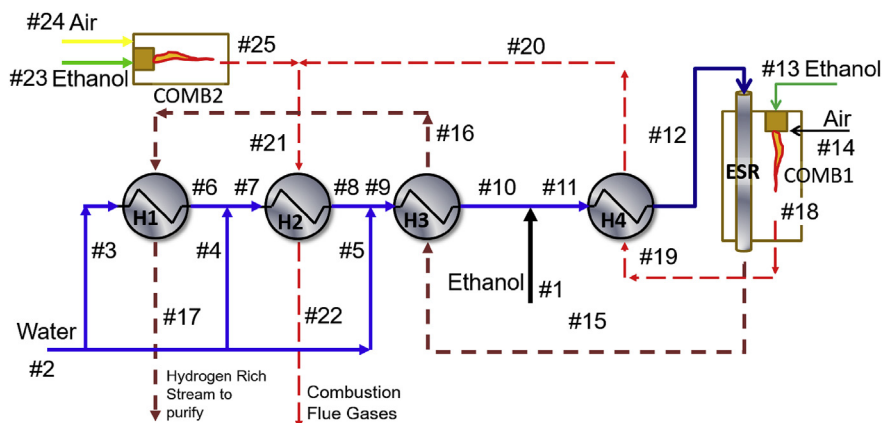 #24 Air
#25
#20
#23 Ethanol
COMB2
#13 Ethanol
#21
#16
#12
Air
#14
ESR
COMB1
#6
#7
#8
#9
#10
#11
H1
H2
H3
H4
#3
#4
#5
#18
#19
Ethanol
#1
#17
#22
#15
Water
#2
Hydrogen Rich
Stream to
purify
Combustion
Flue Gases